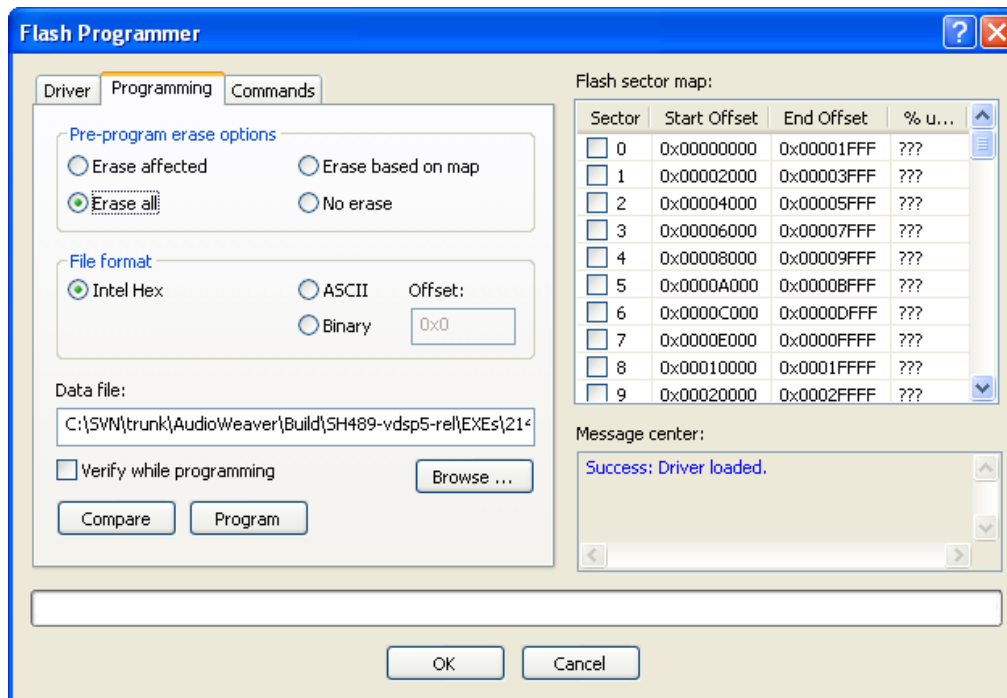 Flash Programmer
Driver Programming Commands
Pre-program erase options
Erase affected Erase based on map
Erase all No erase
File format
Intel Hex ASCII Offset:
Binary 0x0
Data file:
C:\SVN\trunk\AudioWeaver\Build\SH489-vdsp5-rel\EXEs\214
Verify while programming
Browse ...
Compare Program
Flash sector map:
Sector Start Offset End Offset % u...
0 0x00000000 0x00001FFF ???
1 0x00002000 0x00003FFF ???
2 0x00004000 0x00005FFF ???
3 0x00006000 0x00007FFF ???
4 0x00008000 0x00009FFF ???
5 0x0000A000 0x0000BFFF ???
6 0x0000C000 0x0000DFFF ???
7 0x0000E000 0x0000FFFF ???
8 0x00010000 0x0001FFFF ???
9 0x00020000 0x0002FFFF ???
Message center:
Success: Driver loaded.
OK Cancel